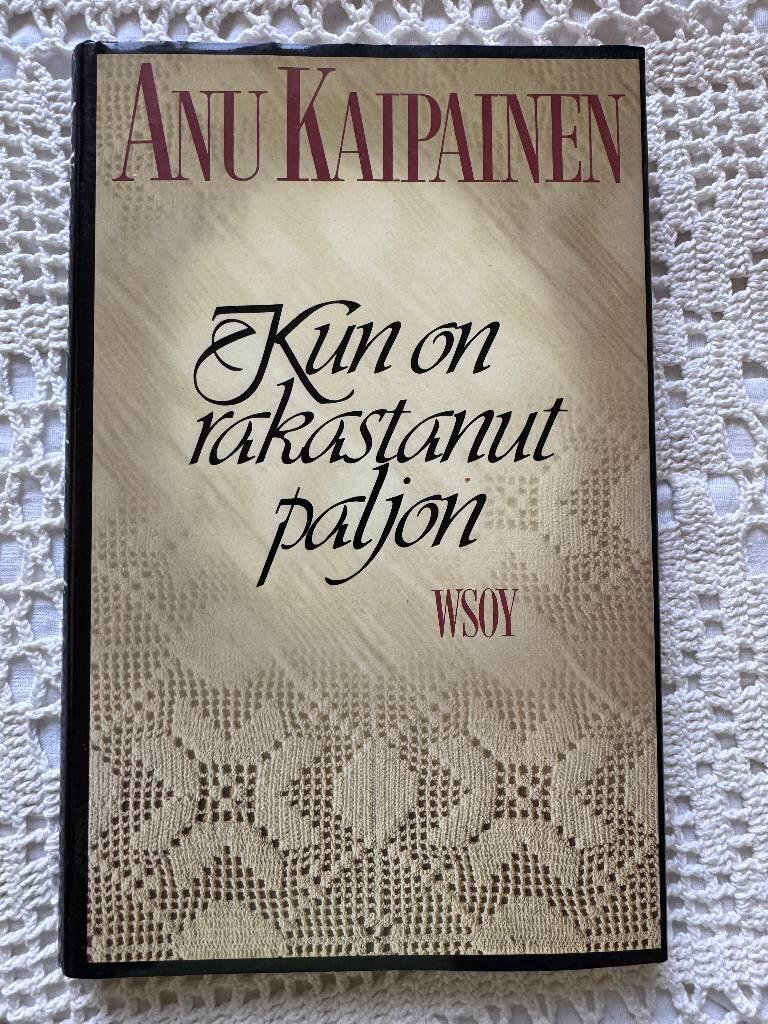 ANU KAIPAINEN
Kun on
rakastanut
paljon
WSOY